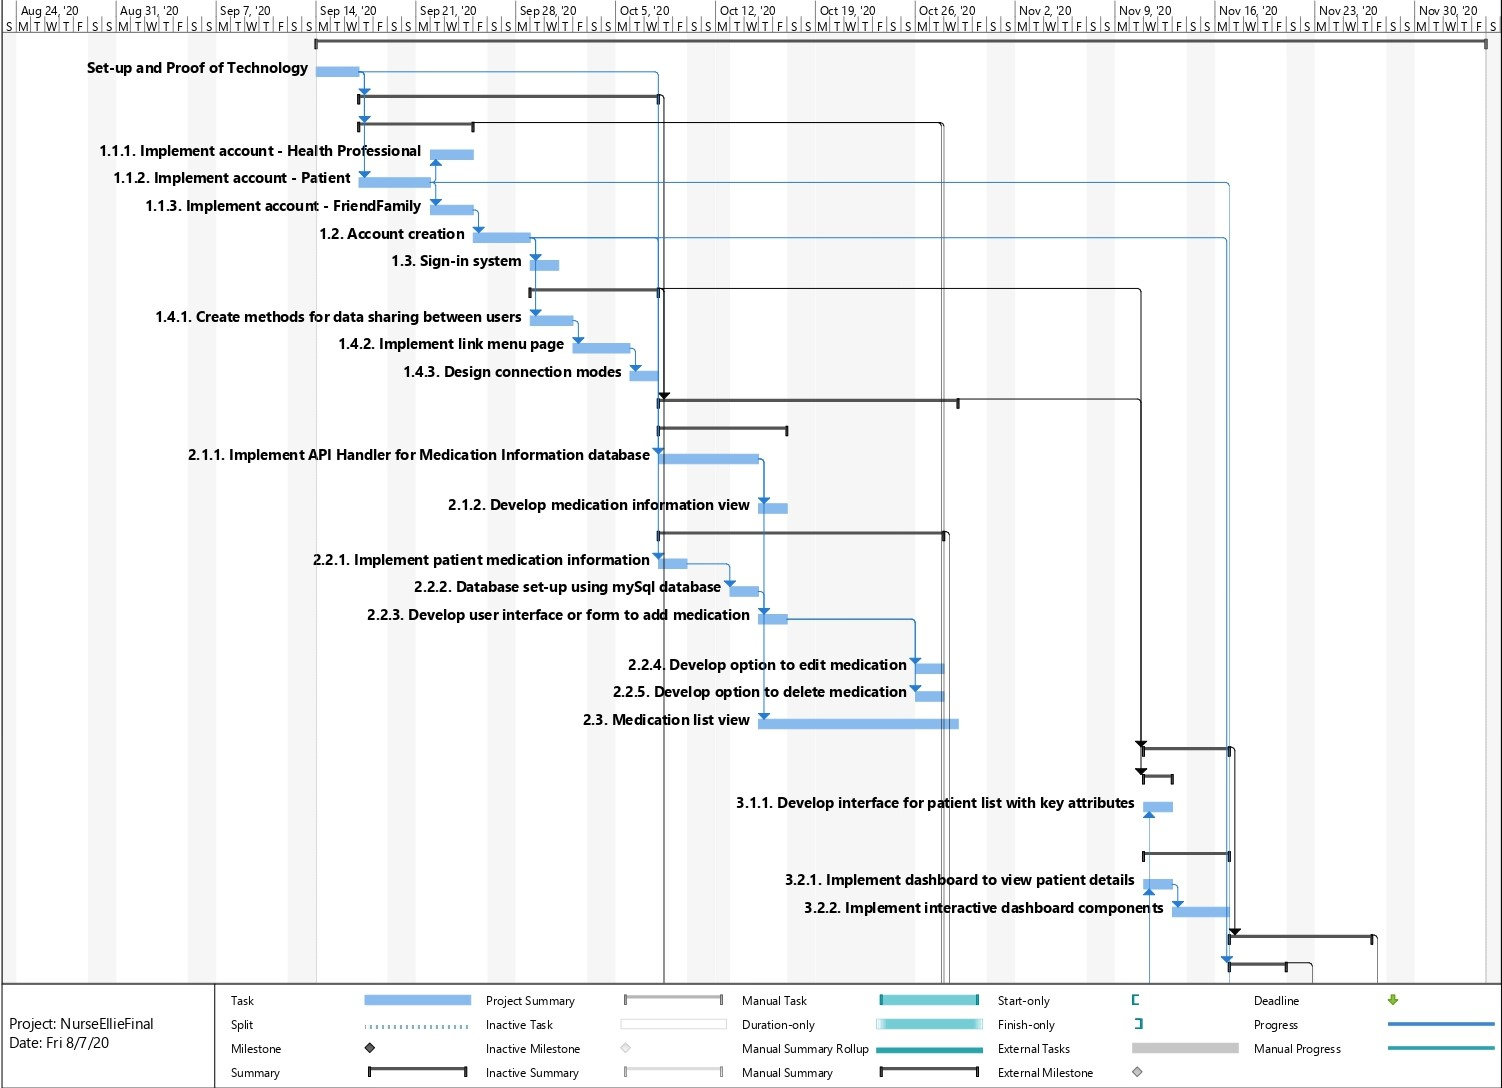 Aug 24, '20 Aug 31, '20 Sep 7, '20 Sep 14, '20 Sep 21, '20 Sep 28, '20 Oct 5, '20 Oct 12, '20 Oct 19, '20 Oct 26, '20 Nov 2, '20 Nov 9, '20 Nov 16, '20 Nov 23, '20 Nov 30, '20
S M T W T F S S M T W T F S S M T W T F S S M T W T F S S M T W T F S S M T W T F S S M T W T F S S M T W T F S S M T W T F S S M T W T F S S M T W T F S S M T W T F S S M T W T F S S M T W T F S S M T W T F S
Set-up and Proof of Technology
1.1.1. Implement account - Health Professional
1.1.2. Implement account - Patient
1.1.3. Implement account - FriendFamily
1.2. Account creation
1.3. Sign-in system
1.4.1. Create methods for data sharing between users
1.4.2. Implement link menu page
1.4.3. Design connection modes
2.1.1. Implement API Handler for Medication Information database
2.1.2. Develop medication information view
2.2.1. Implement patient medication information
2.2.2. Database set-up using mySql database
2.2.3. Develop user interface or form to add medication
2.2.4. Develop option to edit medication
2.2.5. Develop option to delete medication
2.3. Medication list view
3.1.1. Develop interface for patient list with key attributes
3.2.1. Implement dashboard to view patient details
3.2.2. Implement interactive dashboard components
Project: NurseEllieFinal
Date: Fri 8/7/20
Task Project Summary Manual Task Start-only Deadline
Split Inactive Task Duration-only Finish-only Progress
Milestone Inactive Milestone Manual Summary Rollup External Tasks Manual Progress
Summary Inactive Summary Manual Summary External Milestone